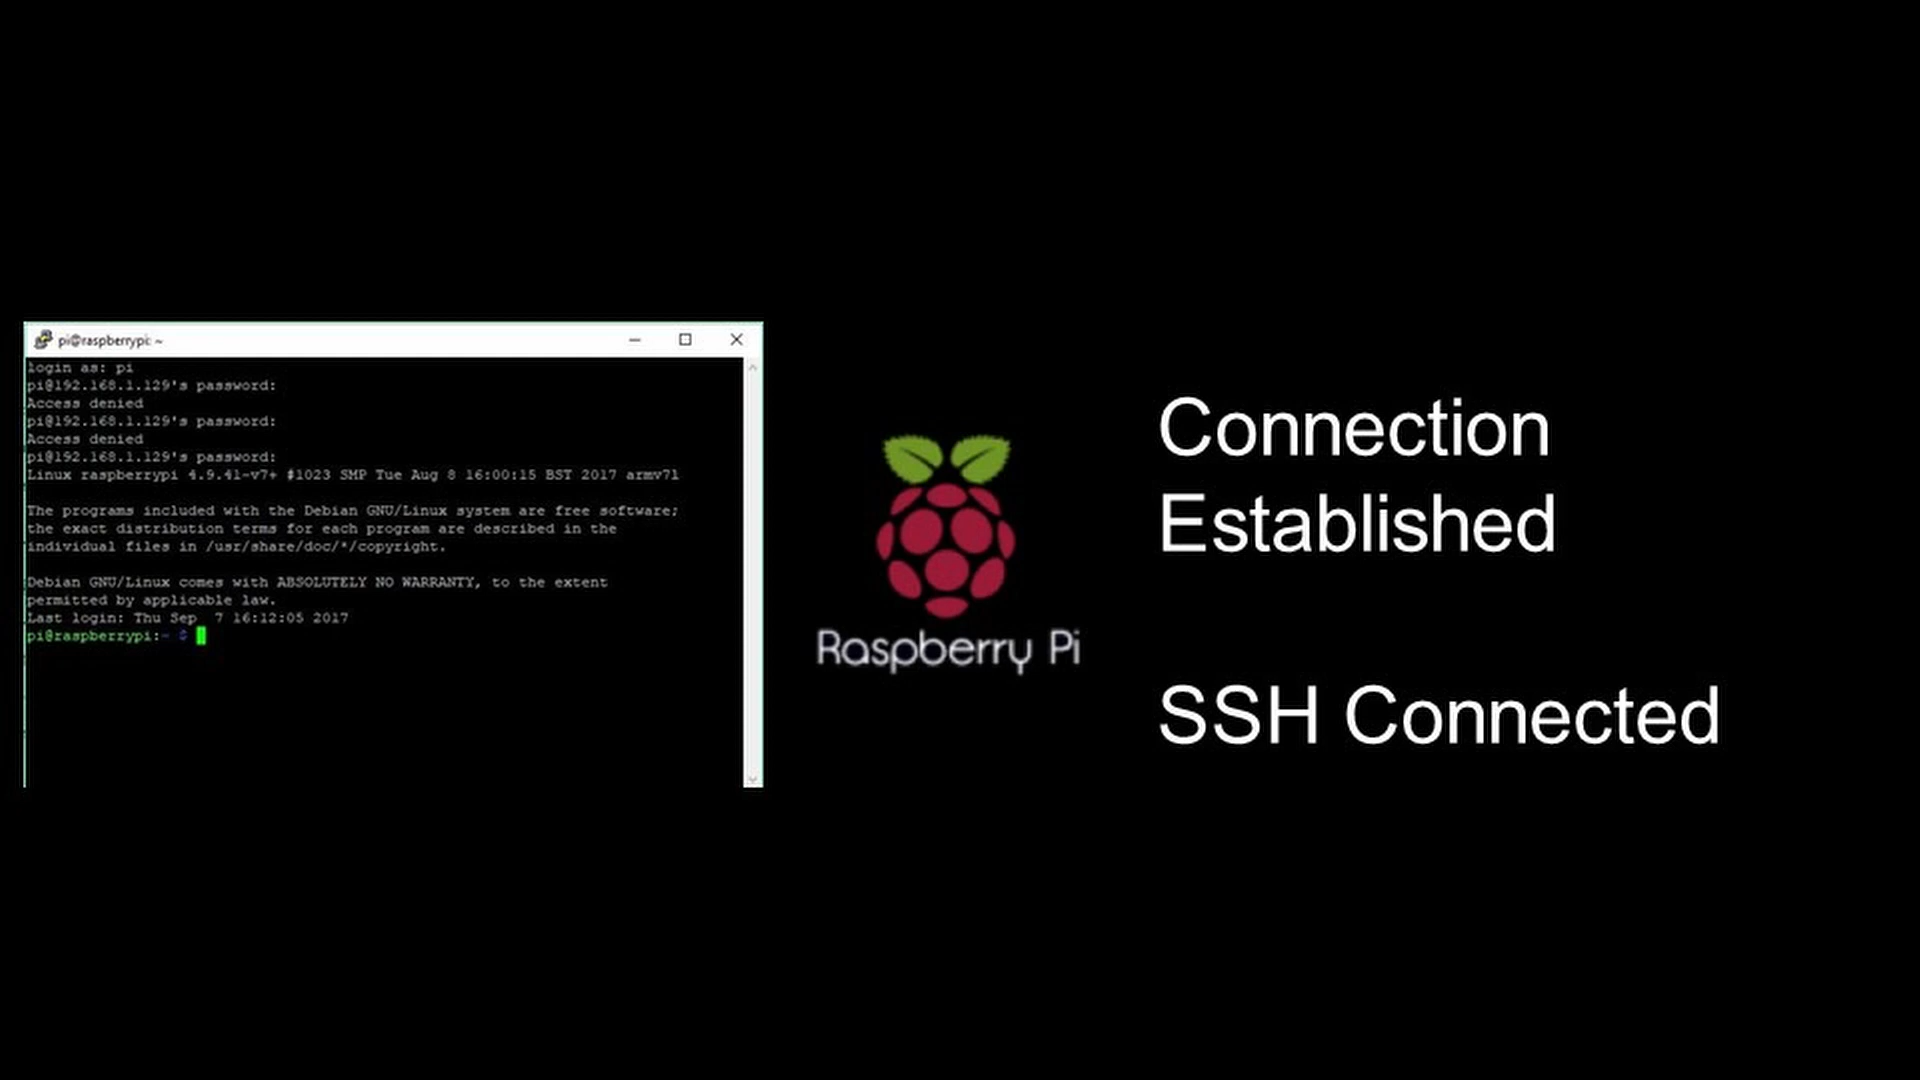 pi@raspberrypi: ~
login as: pi
pi@192.168.1.129's password:
Access denied
pi@192.168.1.129's password:
Access denied
pi@192.168.1.129's password:
Linux raspberrypi 4.9.41-v7+ #1023 SMP Tue Aug 8 16:00:15 BST 2017 armv7l
The programs included with the Debian GNU/Linux system are free software;
the exact distribution terms for each program are described in the
individual files in /usr/share/doc/*/copyright.
Debian GNU/Linux comes with ABSOLUTELY NO WARRANTY, to the extent
permitted by applicable law.
Last login: Thu Sep  7 16:12:05 2017
pi@raspberrypi:~ $
Raspberry Pi
Connection
Established
SSH Connected